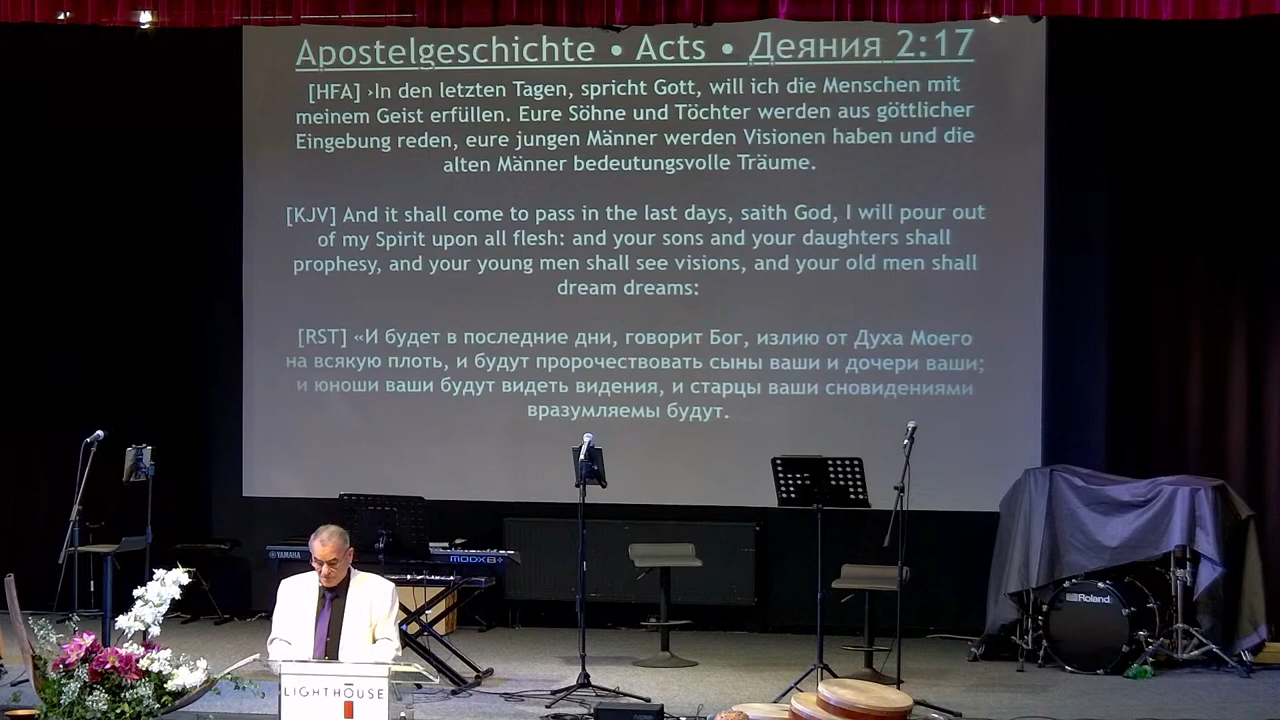 Apostelgeschichte • Acts • Деяния 2:17
[HFA] ›In den letzten Tagen, spricht Gott, will ich die Menschen mit
meinem Geist erfüllen. Eure Söhne und Töchter werden aus göttlicher
Eingebung reden, eure jungen Männer werden Visionen haben und die
alten Männer bedeutungsvolle Träume.
[KJV] And it shall come to pass in the last days, saith God, I will pour out
of my Spirit upon all flesh: and your sons and your daughters shall
prophesy, and your young men shall see visions, and your old men shall
dream dreams:
[RST] «И будет в последние дни, говорит Бог, излию от Духа Моего
на всякую плоть, и будут пророчествовать сыны ваши и дочери ваши;
и юноши ваши будут видеть видения, и старцы ваши сновидениями
вразумляемы будут.
YAMAHA
MODX8+
Roland
LIGHTHOUSE